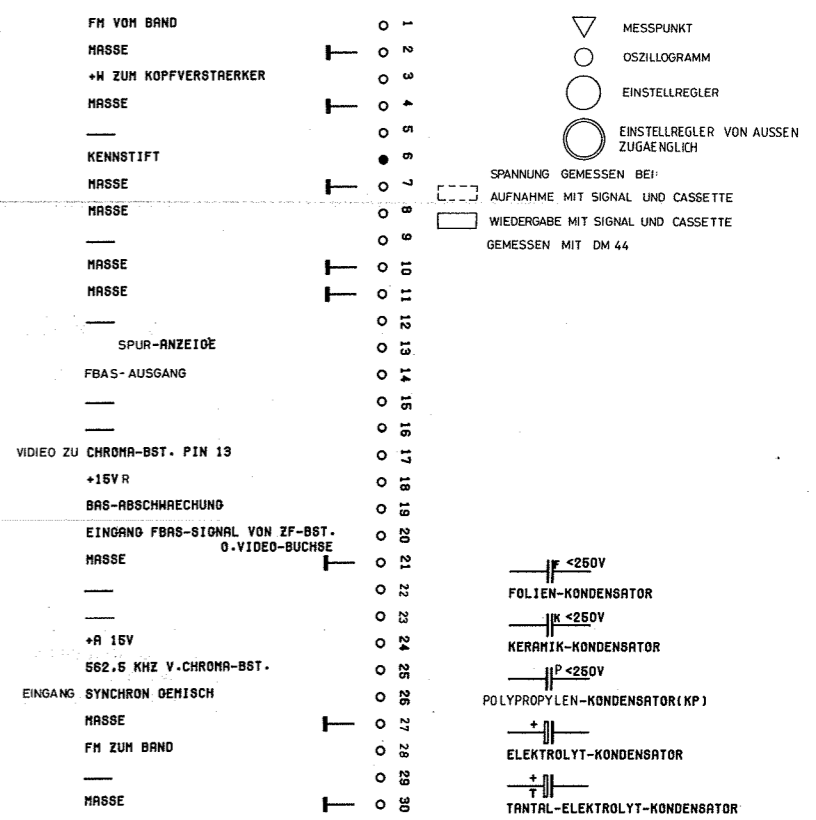 FM VOM BAND 1
MASSE 2
+W ZUM KOPFVERSTAERKER 3
MASSE 4
5
KENNSTIFT 6
MASSE 7
MASSE 8
9
MASSE 10
MASSE 11
12
SPUR-ANZEIGE 13
FBAS-AUSGANG 14
15
16
VIDIEO ZU CHROMA-BST. PIN 13 17
+15V R 18
BAS-ABSCHWAECHUNG 19
EINGANG FBAS-SIGNAL VON ZF-BST. 20
O.VIDEO-BUCHSE
MASSE 21
22
23
+A 15V 24
562.5 KHZ V.CHROMA-BST. 25
EINGANG SYNCHRON GEMISCH 26
MASSE 27
FM ZUM BAND 28
29
MASSE 30
MESSPUNKT
OSZILLOGRAMM
EINSTELLREGLER
EINSTELLREGLER VON AUSSEN
ZUGAENGLICH
SPANNUNG GEMESSEN BEI:
AUFNAHME MIT SIGNAL UND CASSETTE
WIEDERGABE MIT SIGNAL UND CASSETTE
GEMESSEN MIT DM 44
F <250V
FOLIEN-KONDENSATOR
K <250V
KERAMIK-KONDENSATOR
P <250V
POLYPROPYLEN-KONDENSATOR(KP)
+
ELEKTROLYT-KONDENSATOR
+
T
TANTAL-ELEKTROLYT-KONDENSATOR